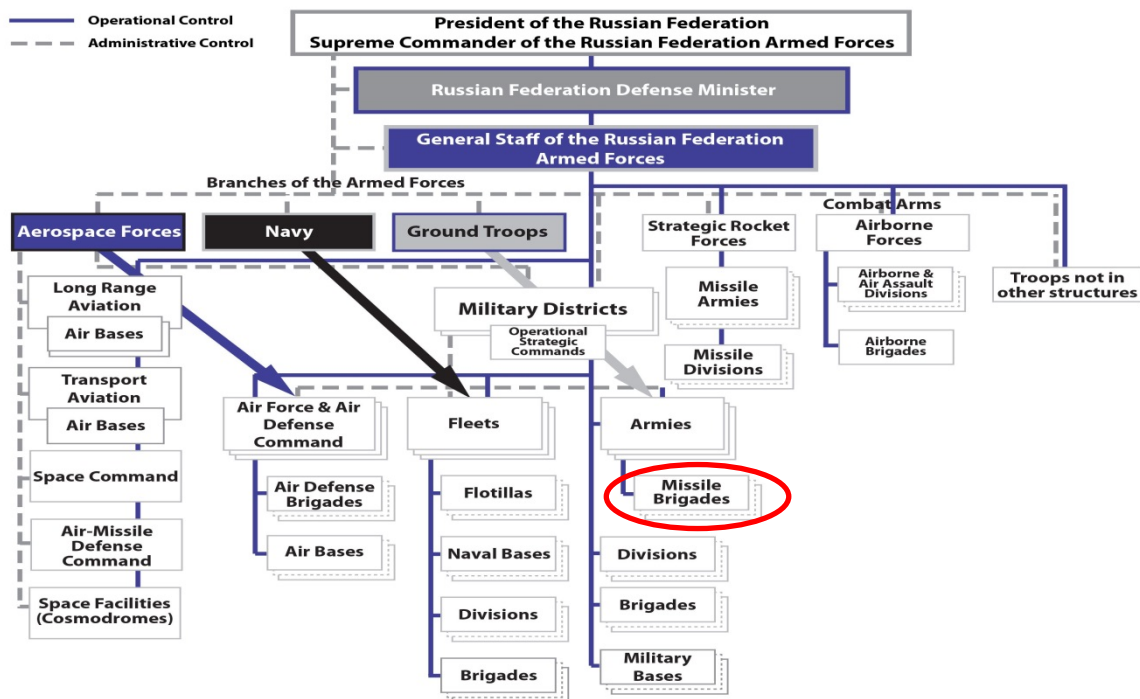 Operational Control
Administrative Control
President of the Russian Federation
Supreme Commander of the Russian Federation Armed Forces
Russian Federation Defense Minister
General Staff of the Russian Federation
Armed Forces
Branches of the Armed Forces
Combat Arms
Aerospace Forces
Navy
Ground Troops
Strategic Rocket
Forces
Airborne
Forces
Troops not in
other structures
Long Range
Aviation
Air Bases
Transport
Aviation
Air Bases
Space Command
Air-Missile
Defense
Command
Space Facilities
(Cosmodromes)
Military Districts
Operational
Strategic
Commands
Missile
Armies
Missile
Divisions
Airborne &
Air Assault
Divisions
Airborne
Brigades
Air Force & Air
Defense
Command
Air Defense
Brigades
Air Bases
Fleets
Flotillas
Naval Bases
Divisions
Brigades
Armies
Missile
Brigades
Divisions
Brigades
Military
Bases